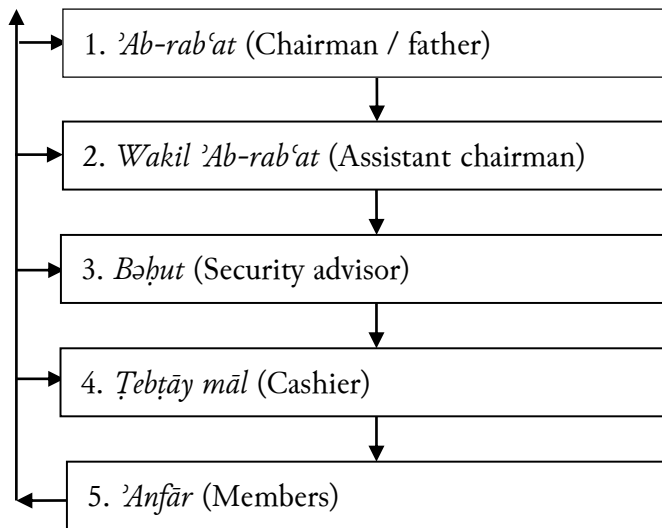 1. ʾAb-rabʿat (Chairman / father)
2. Wakil ʾAb-rabʿat (Assistant chairman)
3. Bəḥut (Security advisor)
4. Ṭebṭāy māl (Cashier)
5. ʾAnfār (Members)